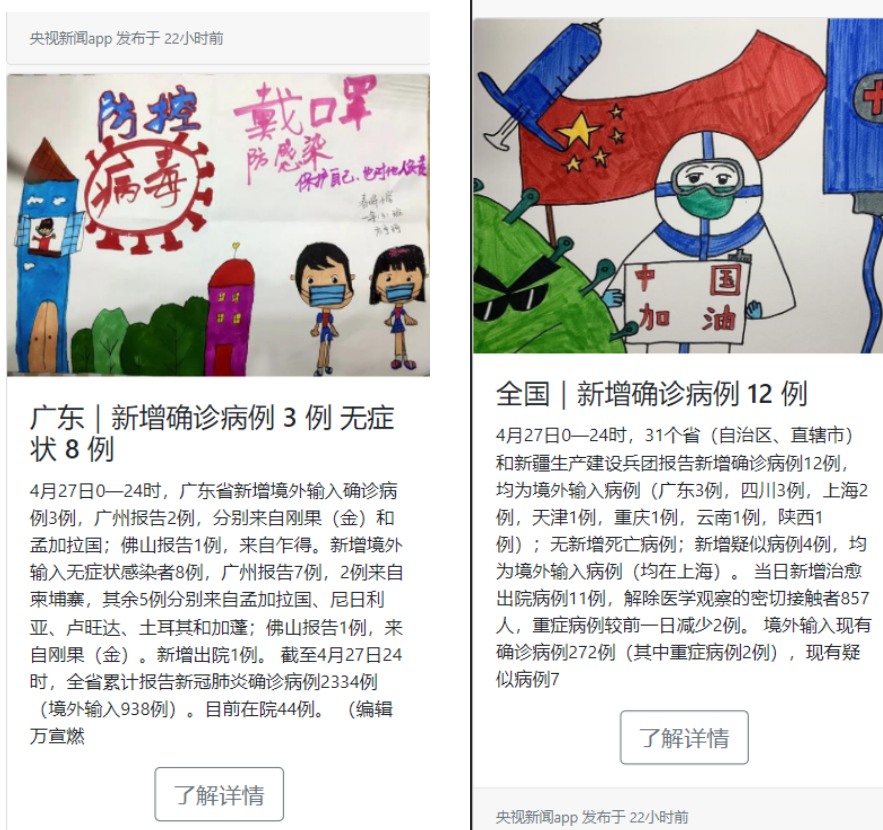 央视新闻app 发布于 22小时前
防控
病毒
戴口罩
防感染
保护自己、也对他人负责
广东｜新增确诊病例 3 例 无症
状 8 例
4月27日0—24时，广东省新增境外输入确诊病
例3例，广州报告2例，分别来自刚果（金）和
孟加拉国；佛山报告1例，来自乍得。新增境外
输入无症状感染者8例，广州报告7例，2例来自
柬埔寨，其余5例分别来自孟加拉国、尼日利
亚、卢旺达、土耳其和加蓬；佛山报告1例，来
自刚果（金）。新增出院1例。 截至4月27日24
时，全省累计报告新冠肺炎确诊病例2334例
（境外输入938例）。目前在院44例。 （编辑
万宣燃
了解详情
中 国
加 油
全国｜新增确诊病例 12 例
4月27日0—24时，31个省（自治区、直辖市）
和新疆生产建设兵团报告新增确诊病例12例，
均为境外输入病例（广东3例，四川3例，上海2
例，天津1例，重庆1例，云南1例，陕西1
例）；无新增死亡病例；新增疑似病例4例，均
为境外输入病例（均在上海）。 当日新增治愈
出院病例11例，解除医学观察的密切接触者857
人，重症病例较前一日减少2例。 境外输入现有
确诊病例272例（其中重症病例2例），现有疑
似病例7
了解详情
央视新闻app 发布于 22小时前